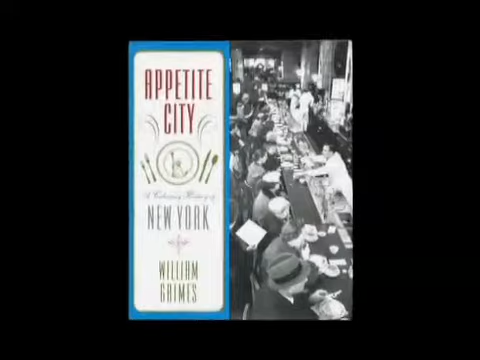 APPETITE
CITY
A Culinary History of
NEW YORK
WILLIAM
GRIMES